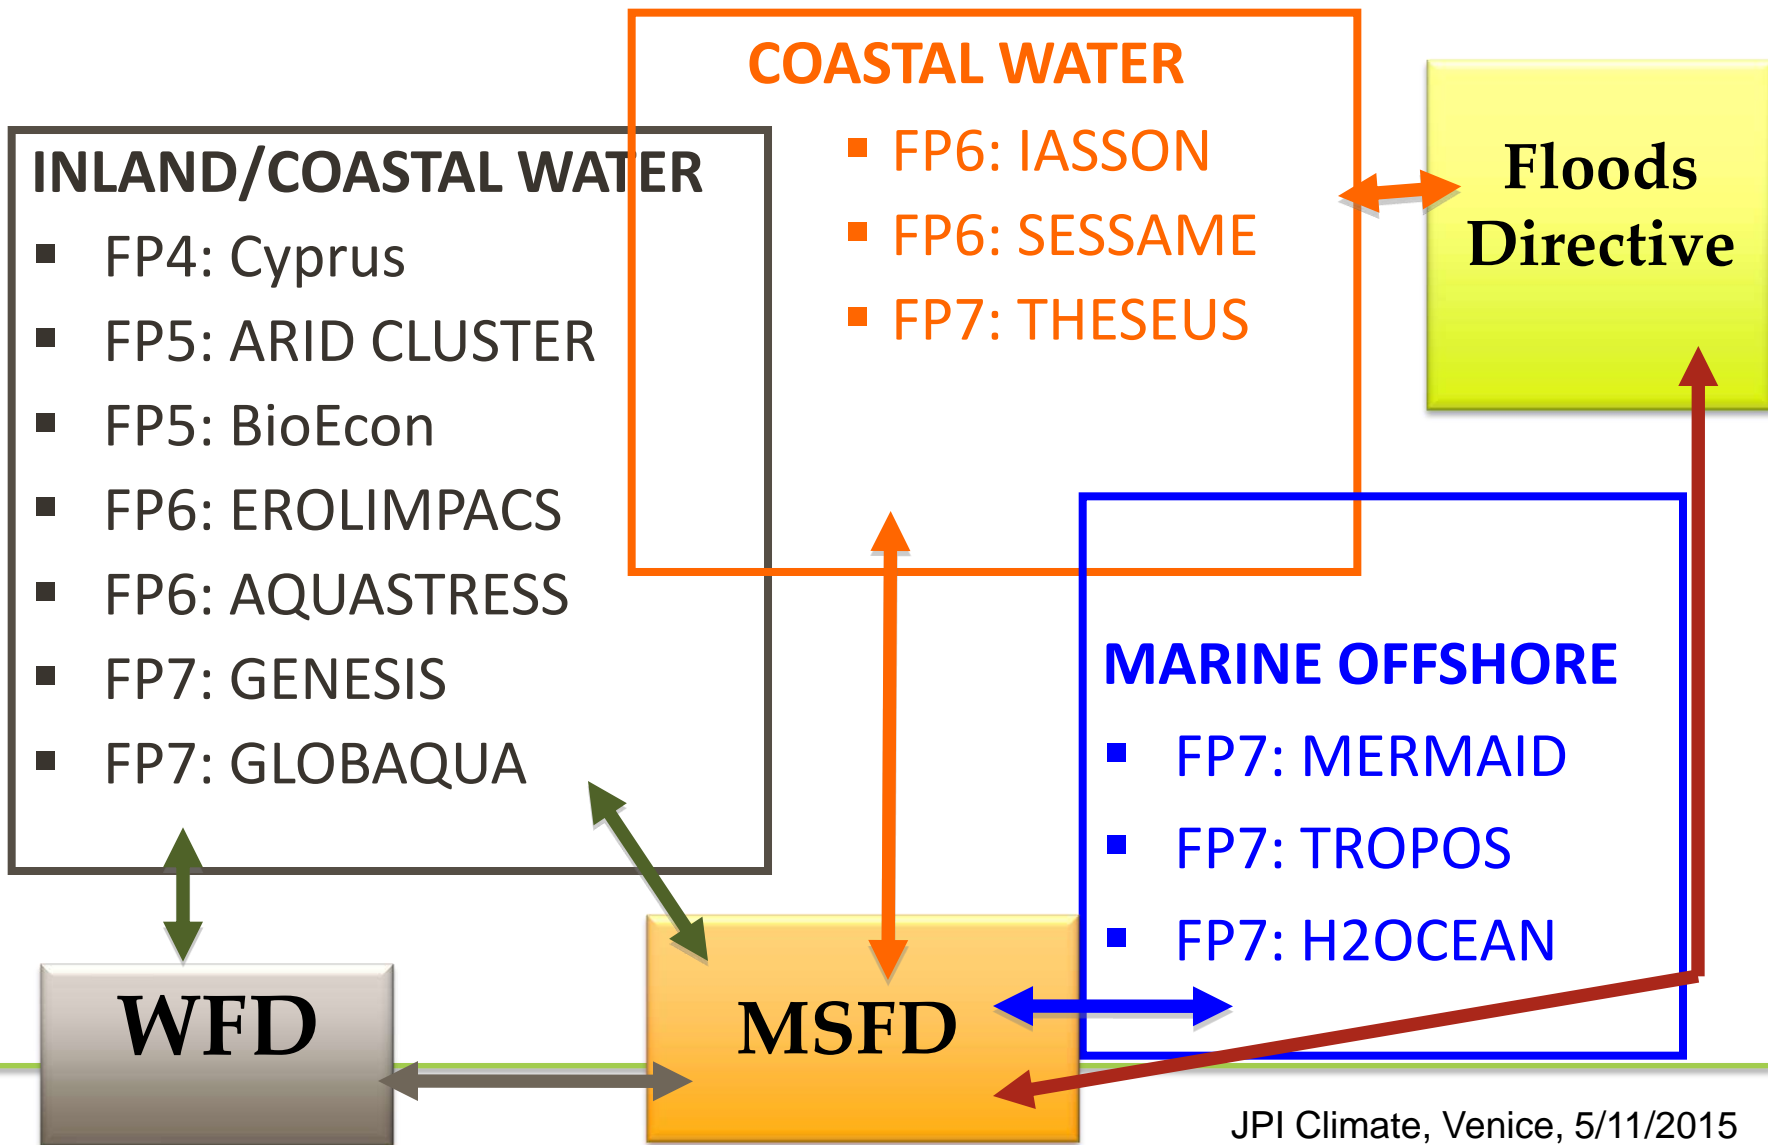 COASTAL WATER
▪ FP6: IASSON
▪ FP6: SESSAME
▪ FP7: THESEUS
Floods
Directive
INLAND/COASTAL WATER
▪ FP4: Cyprus
▪ FP5: ARID CLUSTER
▪ FP5: BioEcon
▪ FP6: EROLIMPACS
▪ FP6: AQUASTRESS
▪ FP7: GENESIS
▪ FP7: GLOBAQUA
MARINE OFFSHORE
▪ FP7: MERMAID
▪ FP7: TROPOS
▪ FP7: H2OCEAN
WFD
MSFD
JPI Climate, Venice, 5/11/2015